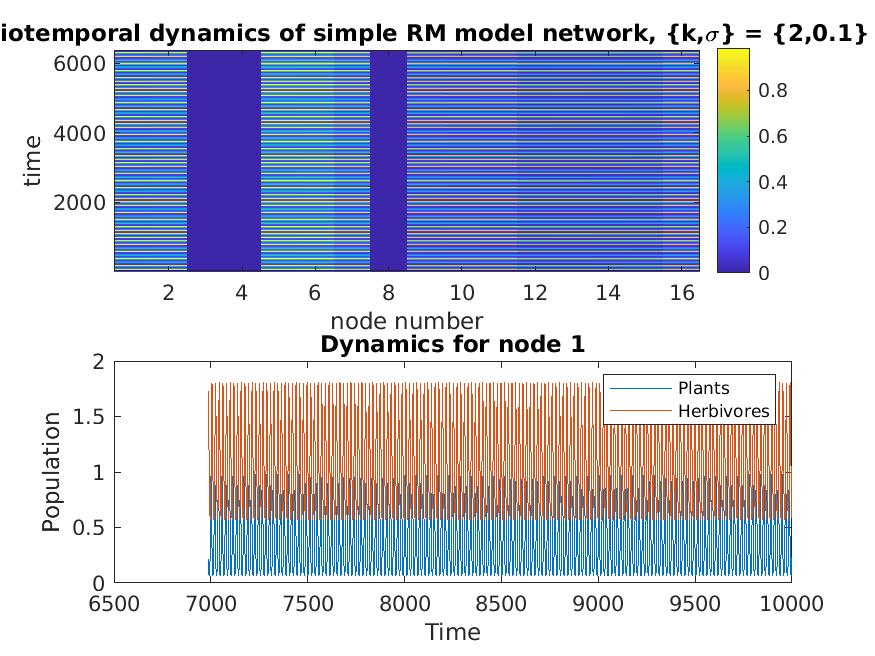 iotemporal dynamics of simple RM model network, {k,σ} = {2,0.1}
6000
4000
2000
time
0.8
0.6
0.4
0.2
0
2 4 6 8 10 12 14 16
node number
Dynamics for node 1
2
1.5
1
0.5
0
Population
Plants
Herbivores
6500 7000 7500 8000 8500 9000 9500 10000
Time